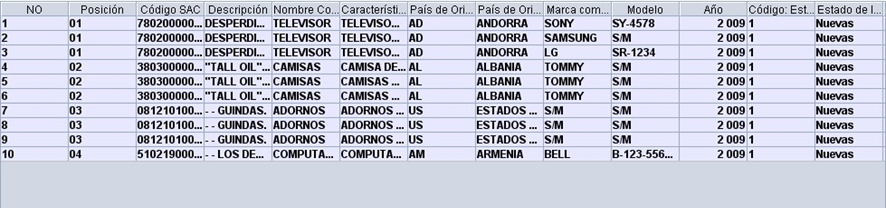 NO Posición Código SAC Descripción Nombre Co... Característi... País de Ori... País de Ori... Marca com... Modelo Año Código: Est... Estado de l...
1 01 780200000... DESPERDI... TELEVISOR TELEVISO... AD ANDORRA SONY SY-4578 2 009 1 Nuevas
2 01 780200000... DESPERDI... TELEVISOR TELEVISO... AD ANDORRA SAMSUNG S/M 2 009 1 Nuevas
3 01 780200000... DESPERDI... TELEVISOR TELEVISO... AD ANDORRA LG SR-1234 2 009 1 Nuevas
4 02 380300000... "TALL OIL"... CAMISAS CAMISA DE... AL ALBANIA TOMMY S/M 2 009 1 Nuevas
5 02 380300000... "TALL OIL"... CAMISAS CAMISAS ... AL ALBANIA TOMMY S/M 2 009 1 Nuevas
6 02 380300000... "TALL OIL"... CAMISAS CAMISAS ... AL ALBANIA TOMMY S/M 2 009 1 Nuevas
7 03 081210100... - - GUINDAS. ADORNOS ADORNOS ... US ESTADOS ... S/M S/M 2 009 1 Nuevas
8 03 081210100... - - GUINDAS. ADORNOS ADORNOS ... US ESTADOS ... S/M S/M 2 009 1 Nuevas
9 03 081210100... - - GUINDAS. ADORNOS ADORNOS ... US ESTADOS ... S/M S/M 2 009 1 Nuevas
10 04 510219000... - - LOS DE... COMPUTA... COMPUTA... AM ARMENIA BELL B-123-556... 2 009 1 Nuevas